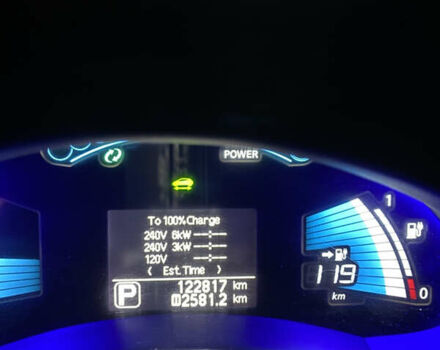 POWER
1
To 100% Charge
240V 6kW --:--
240V 3kW --:--
120V --:--
< Est. Time >
P
122817 km
2581.2 km
119
km
0